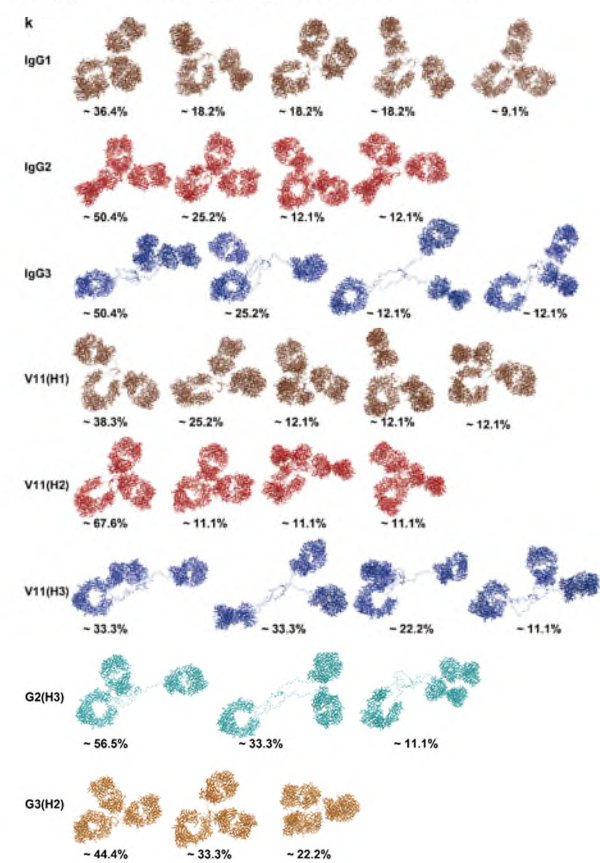 k
IgG1
~ 36.4% ~ 18.2% ~ 18.2% ~ 18.2% ~ 9.1%
IgG2
~ 50.4% ~ 25.2% ~ 12.1% ~ 12.1%
IgG3
~ 50.4% ~ 25.2% ~ 12.1% ~ 12.1%
V11(H1)
~ 38.3% ~ 25.2% ~ 12.1% ~ 12.1% ~ 12.1%
V11(H2)
~ 67.6% ~ 11.1% ~ 11.1% ~ 11.1%
V11(H3)
~ 33.3% ~ 33.3% ~ 22.2% ~ 11.1%
G2(H3)
~ 56.5% ~ 33.3% ~ 11.1%
G3(H2)
~ 44.4% ~ 33.3% ~ 22.2%